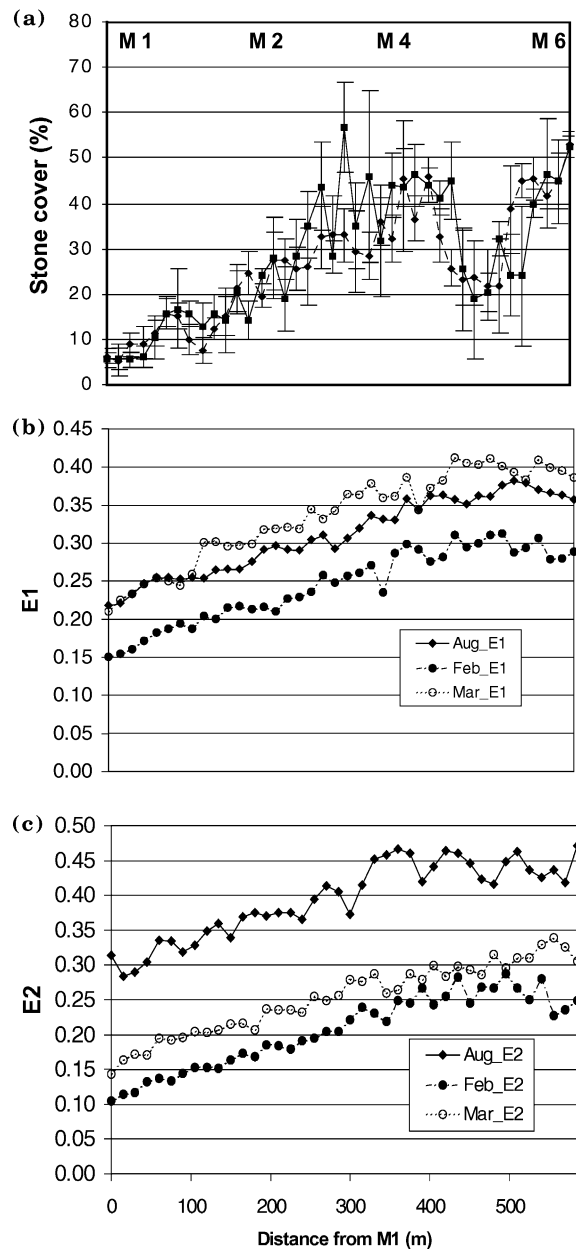 (a)
80
M 1 M 2 M 4 M 6
70
60
50
40
30
20
10
0
Stone cover (%)
(b)
0.45
0.40
0.35
0.30
0.25
0.20
0.15
0.10
0.05
0.00
E1
Aug_E1
Feb_E1
Mar_E1
(c)
0.50
0.45
0.40
0.35
0.30
0.25
0.20
0.15
0.10
0.05
0.00
E2
Aug_E2
Feb_E2
Mar_E2
0 100 200 300 400 500
Distance from M1 (m)